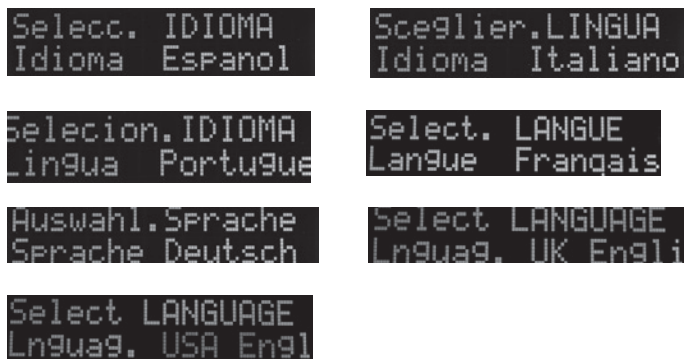 Selecc. IDIOMA
Idioma Espanol
Sceglier.LINGUA
Idioma Italiano
Selecion.IDIOMA
Lingua Portugue
Select. LANGUE
Langue Franqais
Auswahl.Sprache
Sprache Deutsch
Select LANGUAGE
Lnguag. UK Engli
Select LANGUAGE
Lnguag. USA Engl